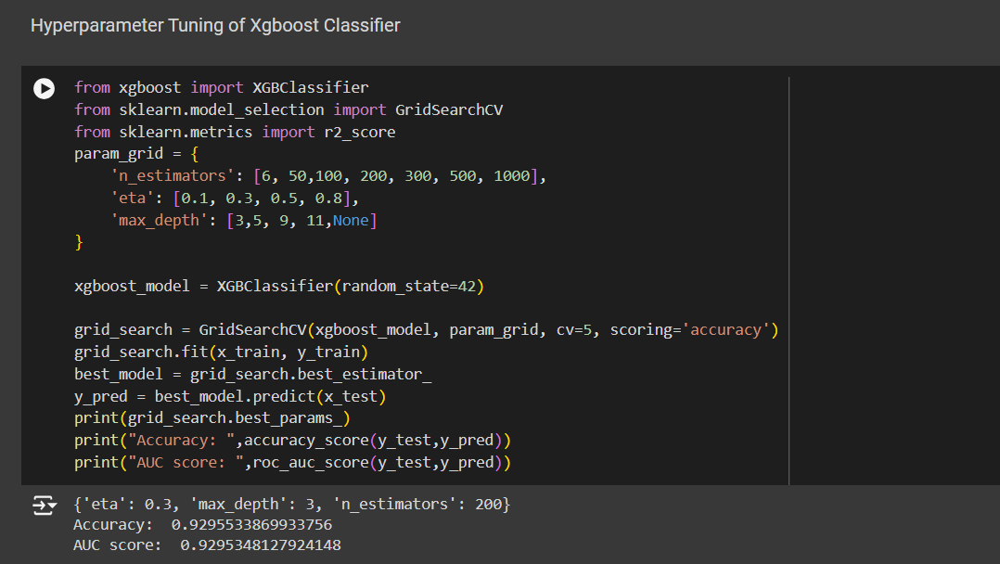 Hyperparameter Tuning of Xgboost Classifier
from xgboost import XGBClassifier
from sklearn.model_selection import GridSearchCV
from sklearn.metrics import r2_score
param_grid = {
    'n_estimators': [6, 50,100, 200, 300, 500, 1000],
    'eta': [0.1, 0.3, 0.5, 0.8],
    'max_depth': [3,5, 9, 11,None]
}
xgboost_model = XGBClassifier(random_state=42)
grid_search = GridSearchCV(xgboost_model, param_grid, cv=5, scoring='accuracy')
grid_search.fit(x_train, y_train)
best_model = grid_search.best_estimator_
y_pred = best_model.predict(x_test)
print(grid_search.best_params_)
print("Accuracy: ",accuracy_score(y_test,y_pred))
print("AUC score: ",roc_auc_score(y_test,y_pred))
{'eta': 0.3, 'max_depth': 3, 'n_estimators': 200}
Accuracy:  0.9295533869933756
AUC score:  0.9295348127924148